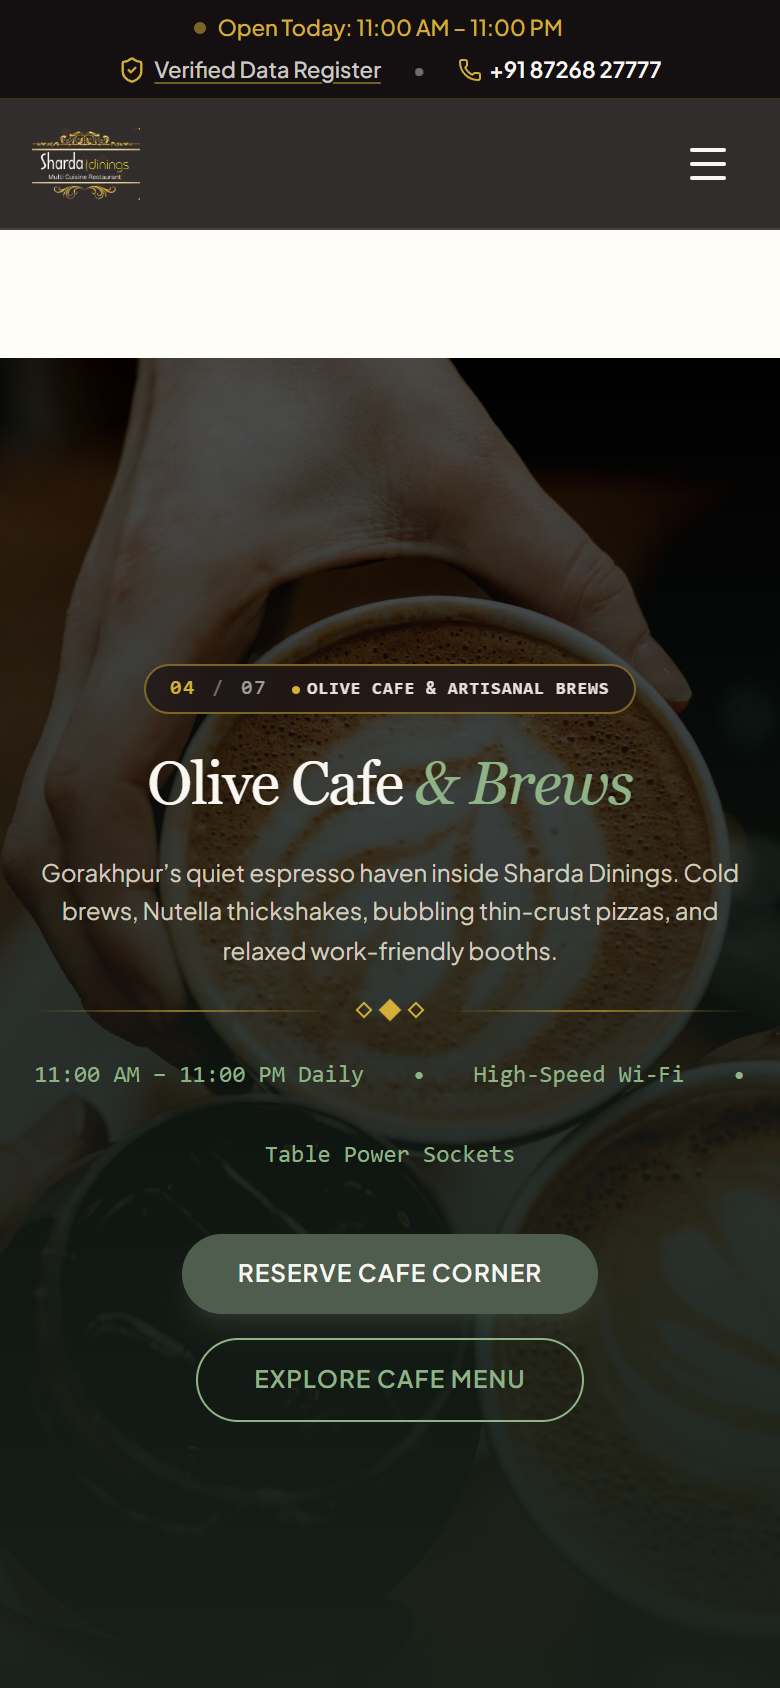 Open Today: 11:00 AM – 11:00 PM
Verified Data Register • +91 87268 27777
Sharda dinings
Multi Cuisine Restaurant
04 / 07 • OLIVE CAFE & ARTISANAL BREWS
Olive Cafe & Brews
Gorakhpur’s quiet espresso haven inside Sharda Dinings. Cold
brews, Nutella thickshakes, bubbling thin-crust pizzas, and
relaxed work-friendly booths.
11:00 AM – 11:00 PM Daily • High-Speed Wi-Fi •
Table Power Sockets
RESERVE CAFE CORNER
EXPLORE CAFE MENU